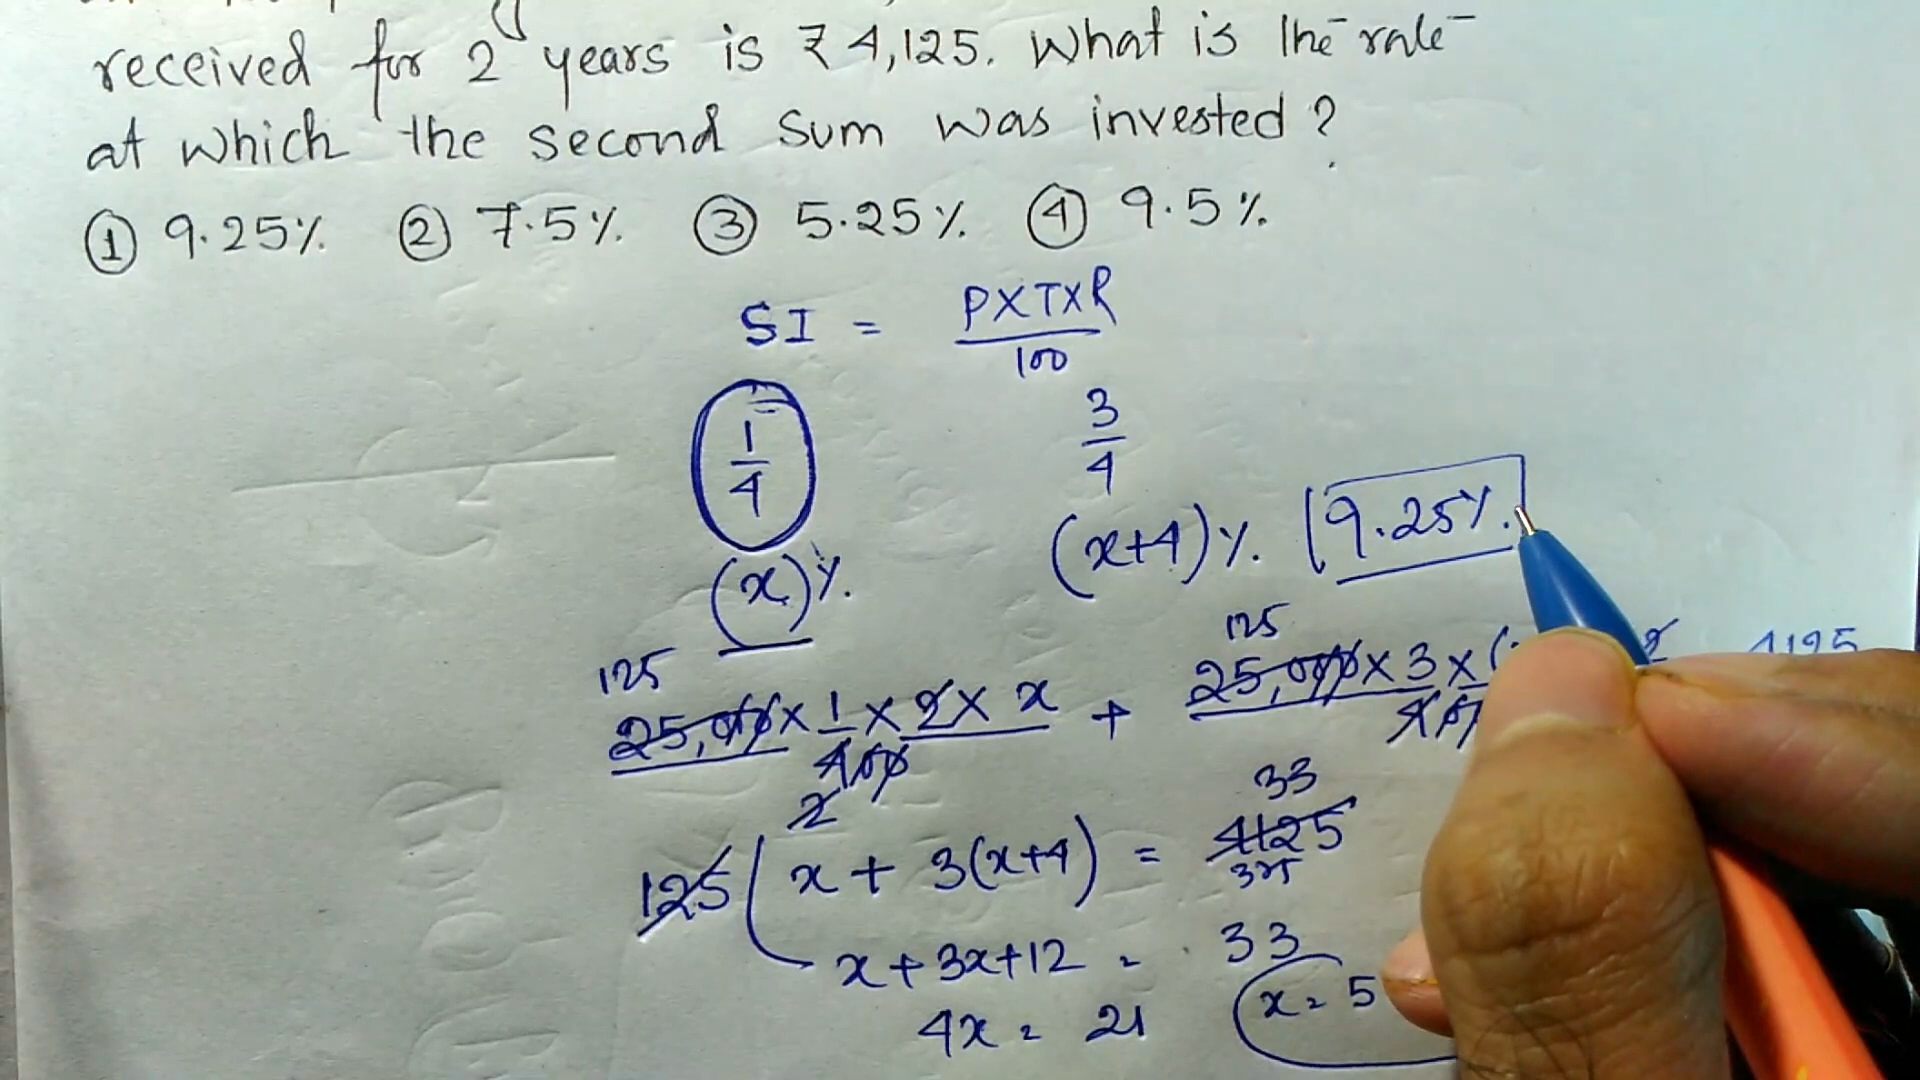 received for 2 years is ₹ 4,125. What is the rate
at which the second sum was invested ?
① 9.25% ② 7.5% ③ 5.25% ④ 9.5%
SI = P×T×R
100
1 3
4 4
(x)% (x+4)% 9.25%
125 125
25,000 × 1 × 2 × x + 25,000 × 3 × ( 2 4125
400
2
125 ( x + 3(x+4) = 4125
33
x + 3x + 12 = 33
4x = 21 x = 5